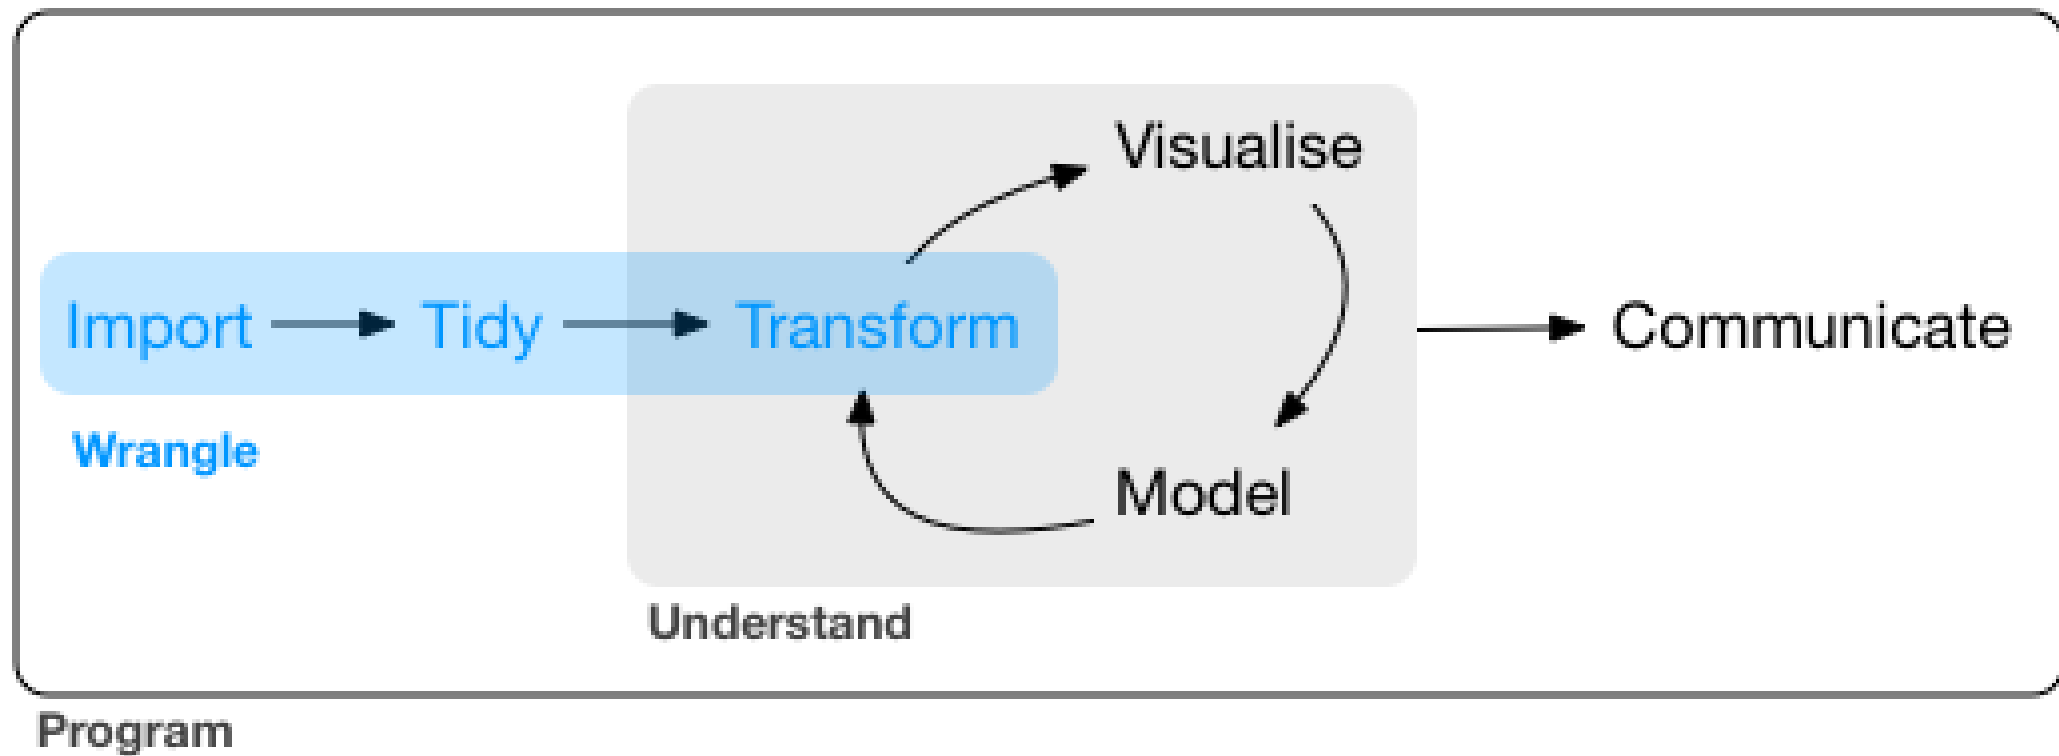 Visualise
Import Tidy Transform Communicate
Wrangle
Model
Understand
Program